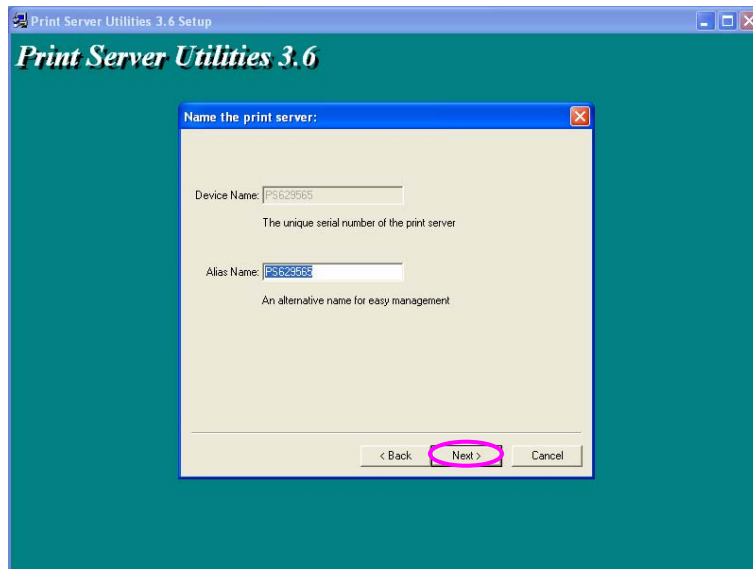 Print Server Utilities 3.6 Setup
Print Server Utilities 3.6
Name the print server:
Device Name: PS629565
The unique serial number of the print server
Alias Name: PS629565
An alternative name for easy management
< Back Next > Cancel